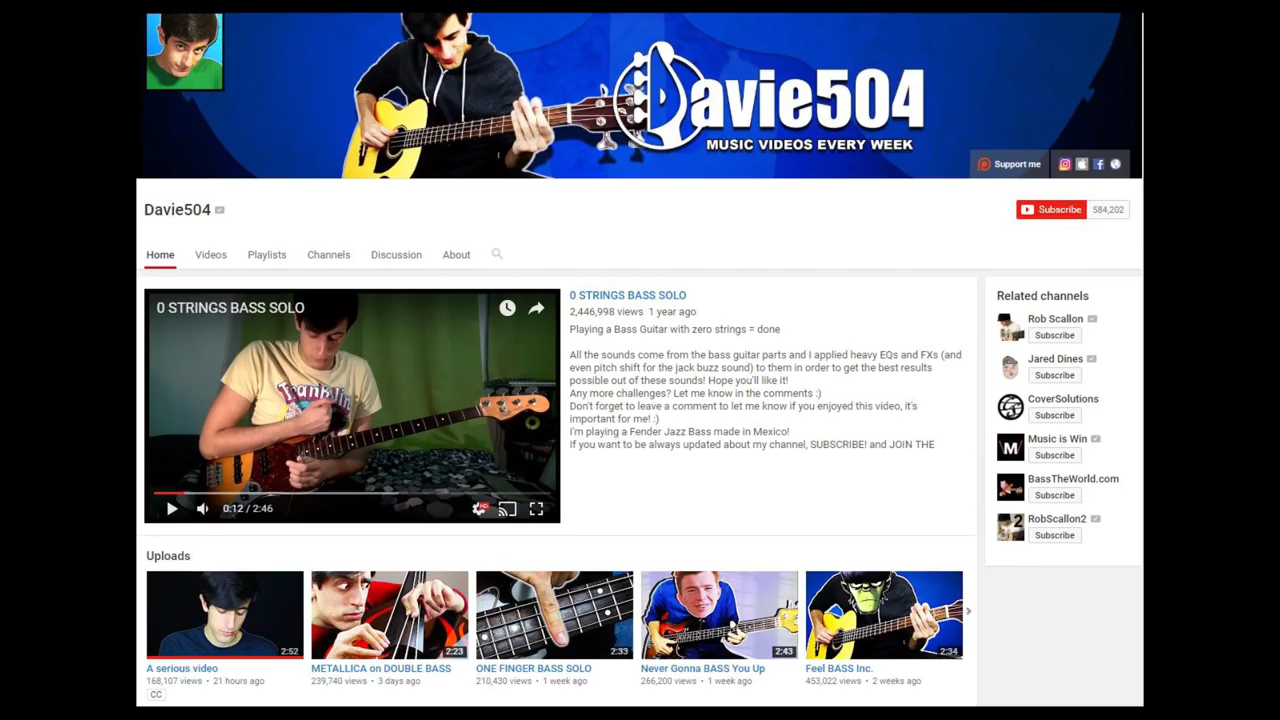 Davie504
MUSIC VIDEOS EVERY WEEK
Support me
Davie504
Subscribe 584,202
Home Videos Playlists Channels Discussion About
0 STRINGS BASS SOLO
0:12 / 2:46
HD
0 STRINGS BASS SOLO
2,446,998 views 1 year ago
Playing a Bass Guitar with zero strings = done
All the sounds come from the bass guitar parts and I applied heavy EQs and FXs (and
even pitch shift for the jack buzz sound) to them in order to get the best results
possible out of these sounds! Hope you'll like it!
Any more challenges? Let me know in the comments :)
Don't forget to leave a comment to let me know if you enjoyed this video, it's
important for me! :)
I'm playing a Fender Jazz Bass made in Mexico!
If you want to be always updated about my channel, SUBSCRIBE! and JOIN THE
Related channels
Rob Scallon
Subscribe
Jared Dines
Subscribe
CoverSolutions
Subscribe
M
Music is Win
Subscribe
BassTheWorld.com
Subscribe
2
RobScallon2
Subscribe
Uploads
2:52
A serious video
168,107 views • 21 hours ago
CC
2:23
METALLICA on DOUBLE BASS
239,740 views • 3 days ago
2:33
ONE FINGER BASS SOLO
210,430 views • 1 week ago
2:43
Never Gonna BASS You Up
266,200 views • 1 week ago
2:34
Feel BASS Inc.
453,022 views • 2 weeks ago